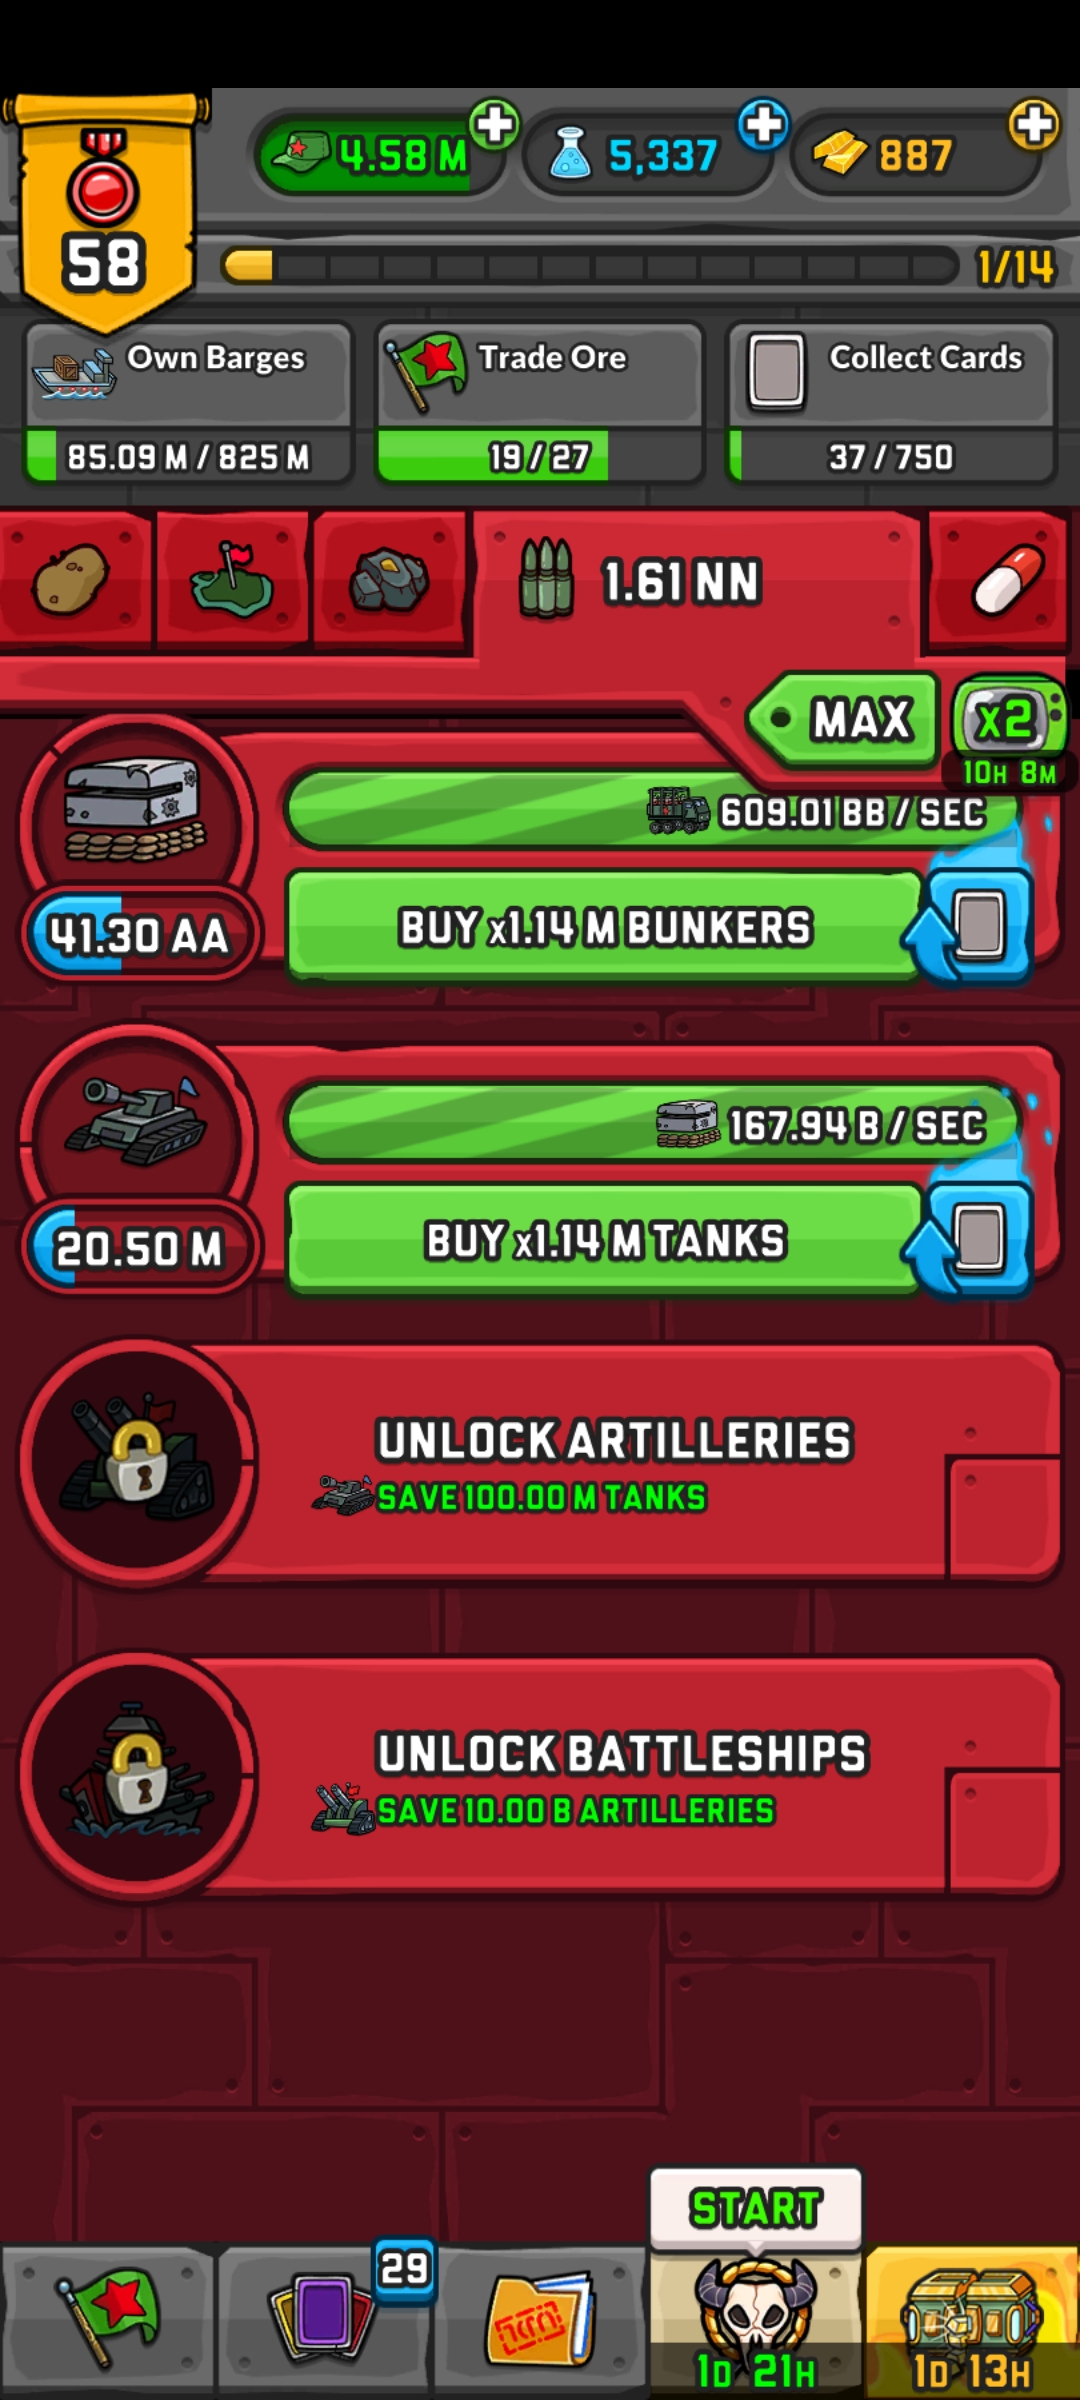 4.58 M
5,337
887
58
1/14
Own Barges
Trade Ore
Collect Cards
85.09 M / 825 M
19 / 27
37 / 750
1.61 NN
MAX
x2
10H 8M
609.01 BB / SEC
41.30 AA
BUY x1.14 M BUNKERS
167.94 B / SEC
20.50 M
BUY x1.14 M TANKS
UNLOCK ARTILLERIES
SAVE 100.00 M TANKS
UNLOCK BATTLESHIPS
SAVE 10.00 B ARTILLERIES
START
29
1D 21H
1D 13H